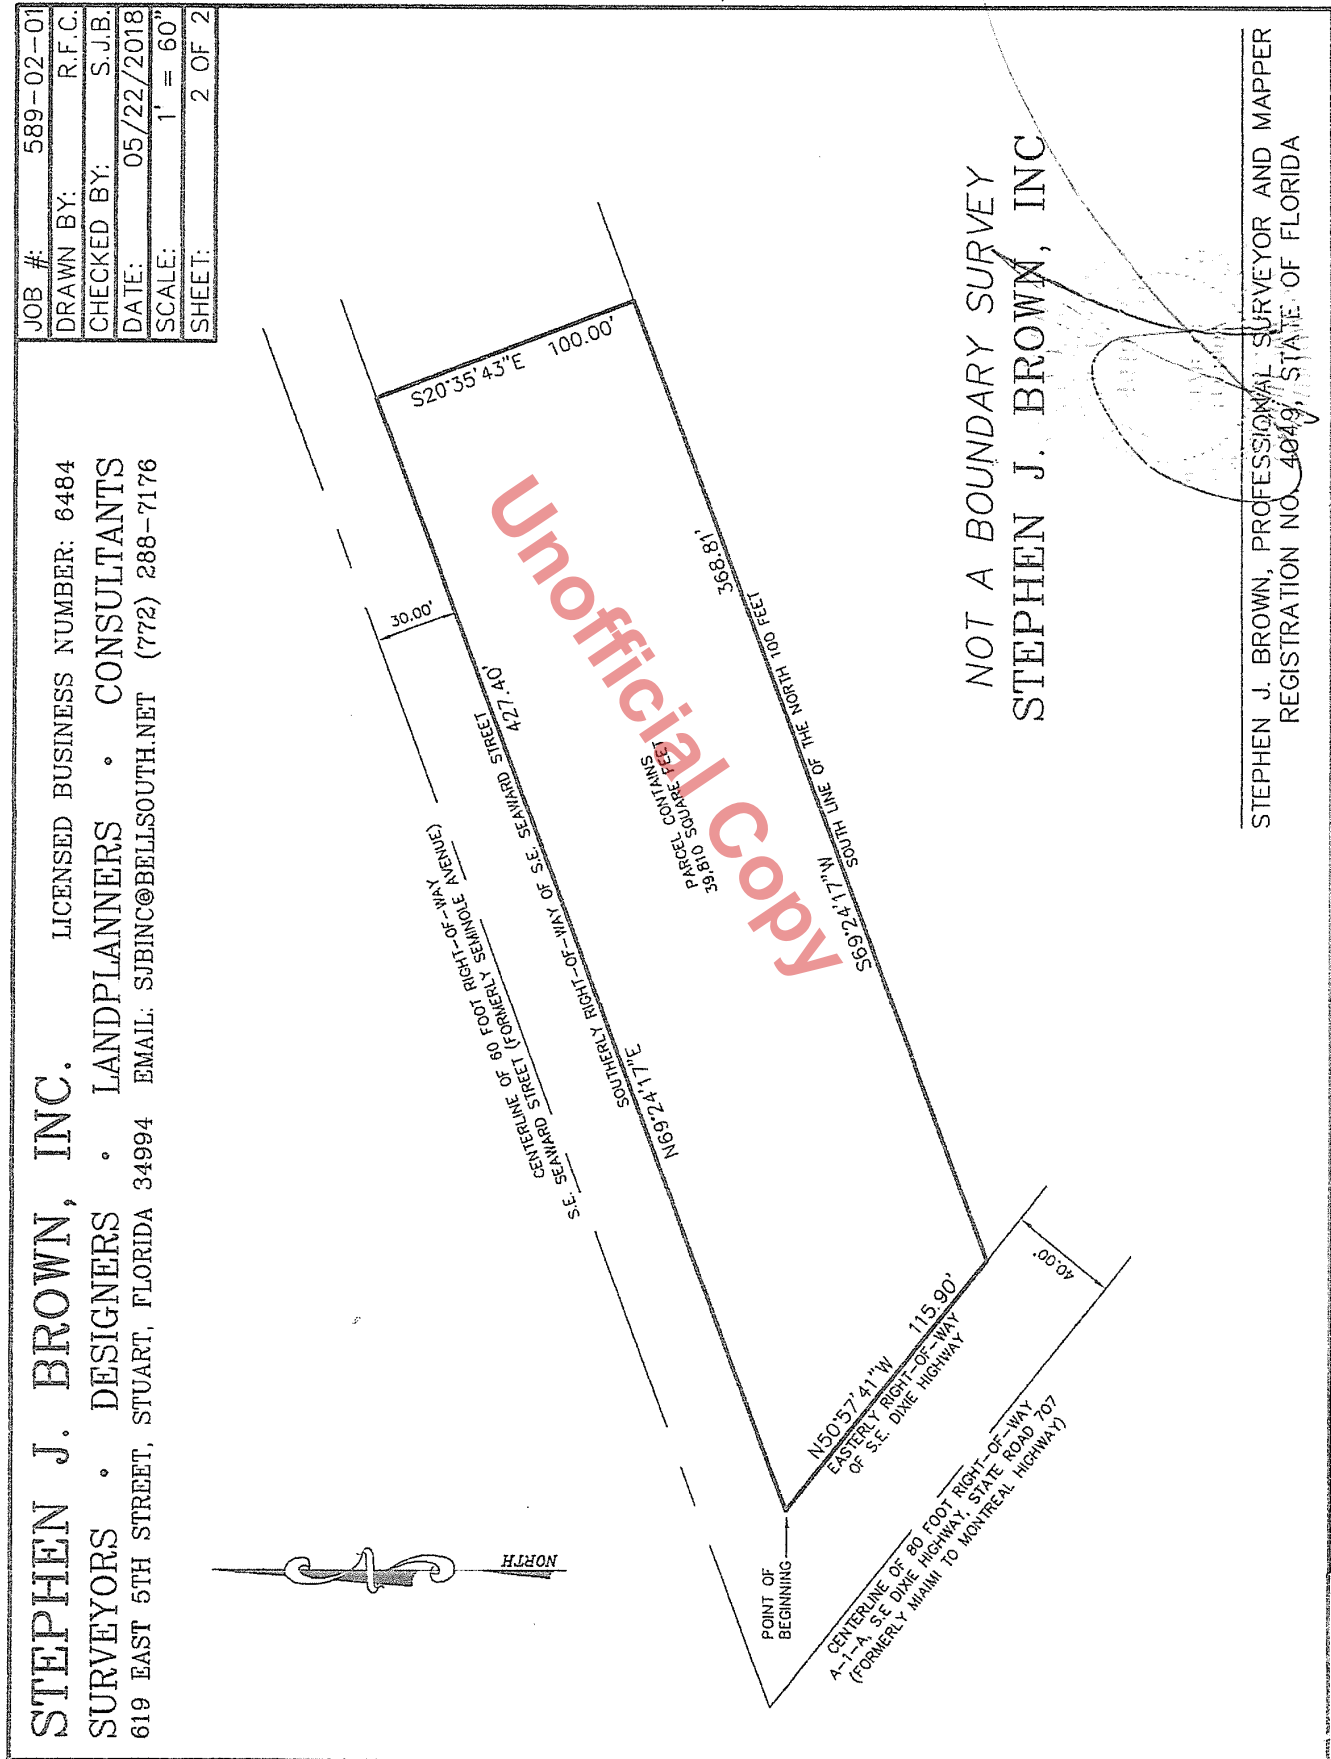 STEPHEN J. BROWN, INC.
LICENSED BUSINESS NUMBER: 6484
SURVEYORS • DESIGNERS • LANDPLANNERS • CONSULTANTS
619 EAST 5TH STREET, STUART, FLORIDA 34994 EMAIL: SJBINC@BELLSOUTH.NET (772) 288-7176
JOB #: 589-02-01
DRAWN BY: R.F.C.
CHECKED BY: S.J.B.
DATE: 05/22/2018
SCALE: 1' = 60"
SHEET: 2 OF 2
NORTH
30.00'
CENTERLINE OF 60 FOOT RIGHT-OF-WAY
S.E. SEAWARD STREET (FORMERLY SEMINOLE AVENUE)
SOUTHERLY RIGHT-OF-WAY OF S.E. SEAWARD STREET
N69°24'17"E
427.40'
S20°35'43"E 100.00'
PARCEL CONTAINS
39,810 SQUARE FEET
Unofficial Copy
368.81'
S69°24'17"W
SOUTH LINE OF THE NORTH 100 FEET
POINT OF
BEGINNING
N50°57'41"W 115.90'
EASTERLY RIGHT-OF-WAY
OF S.E. DIXIE HIGHWAY
40.00'
CENTERLINE OF 80 FOOT RIGHT-OF-WAY
A-1-A, S.E DIXIE HIGHWAY, STATE ROAD 707
(FORMERLY MIAIMI TO MONTREAL HIGHWAY)
NOT A BOUNDARY SURVEY
STEPHEN J. BROWN, INC
STEPHEN J. BROWN, PROFESSIONAL SURVEYOR AND MAPPER
REGISTRATION NO. 4049, STATE OF FLORIDA